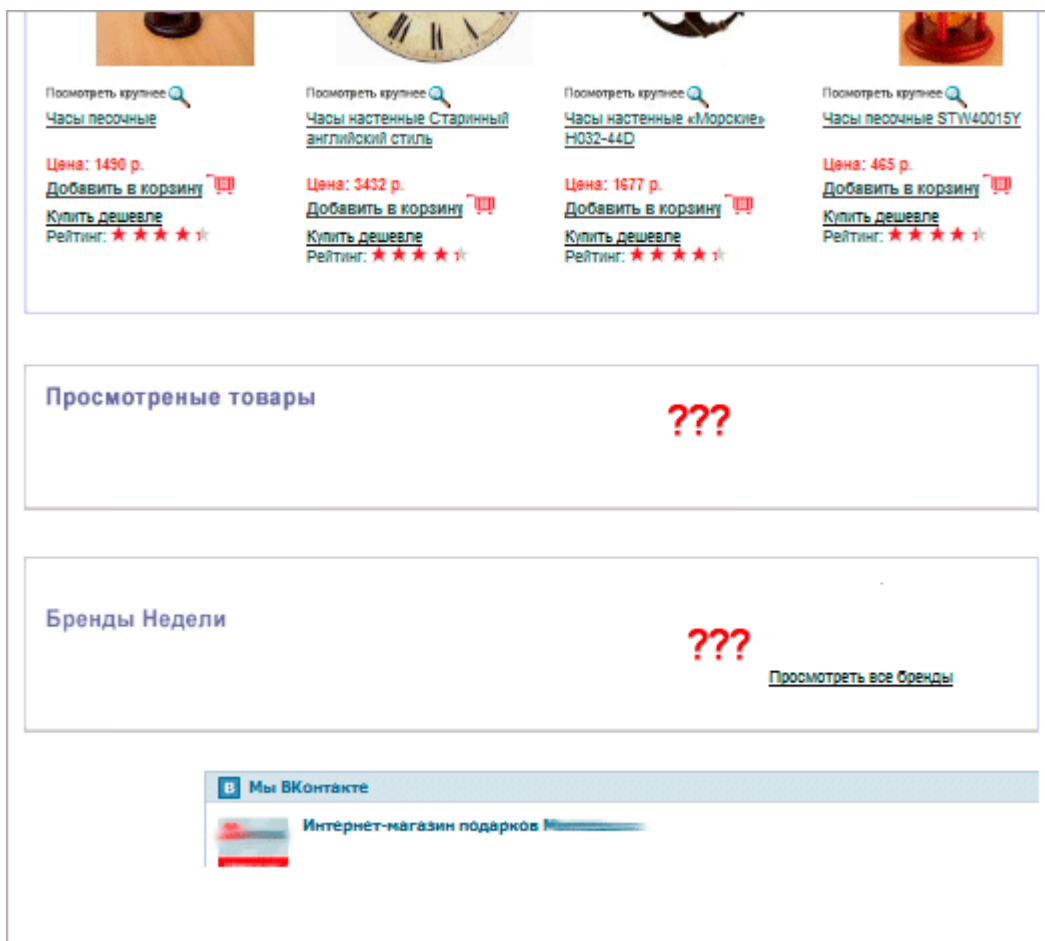 Посмотреть крупнее
Часы песочные
Цена: 1490 р.
Добавить в корзину
Купить дешевле
Рейтинг:
Посмотреть крупнее
Часы настенные Старинный
английский стиль
Цена: 3432 р.
Добавить в корзину
Купить дешевле
Рейтинг:
Посмотреть крупнее
Часы настенные «Морские»
H032-44D
Цена: 1677 р.
Добавить в корзину
Купить дешевле
Рейтинг:
Посмотреть крупнее
Часы песочные STW40015Y
Цена: 465 р.
Добавить в корзину
Купить дешевле
Рейтинг:
Просмотреные товары
???
Бренды Недели
???
Просмотреть все бренды
В Мы ВКонтакте
Интернет-магазин подарков